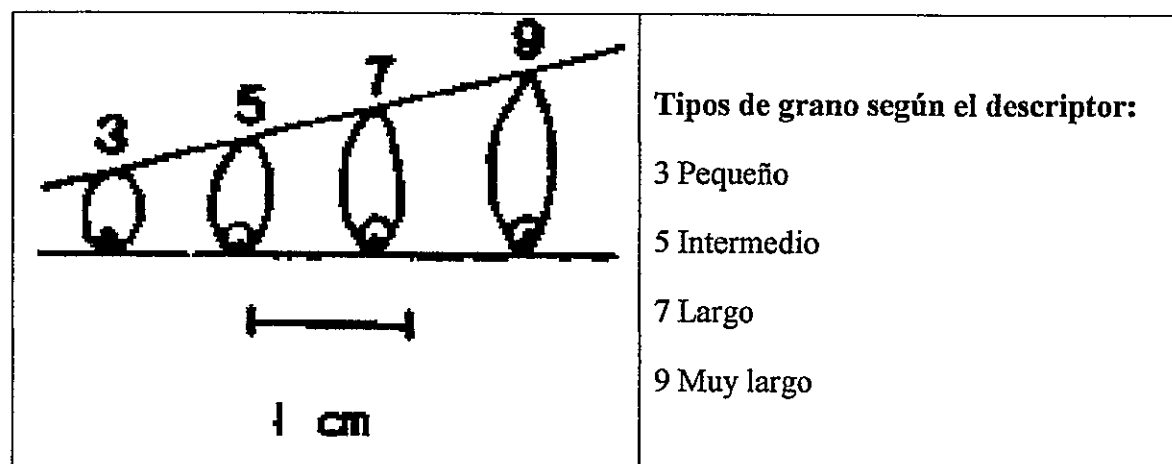 3 5 7 9
1 cm
Tipos de grano según el descriptor:
3 Pequeño
5 Intermedio
7 Largo
9 Muy largo